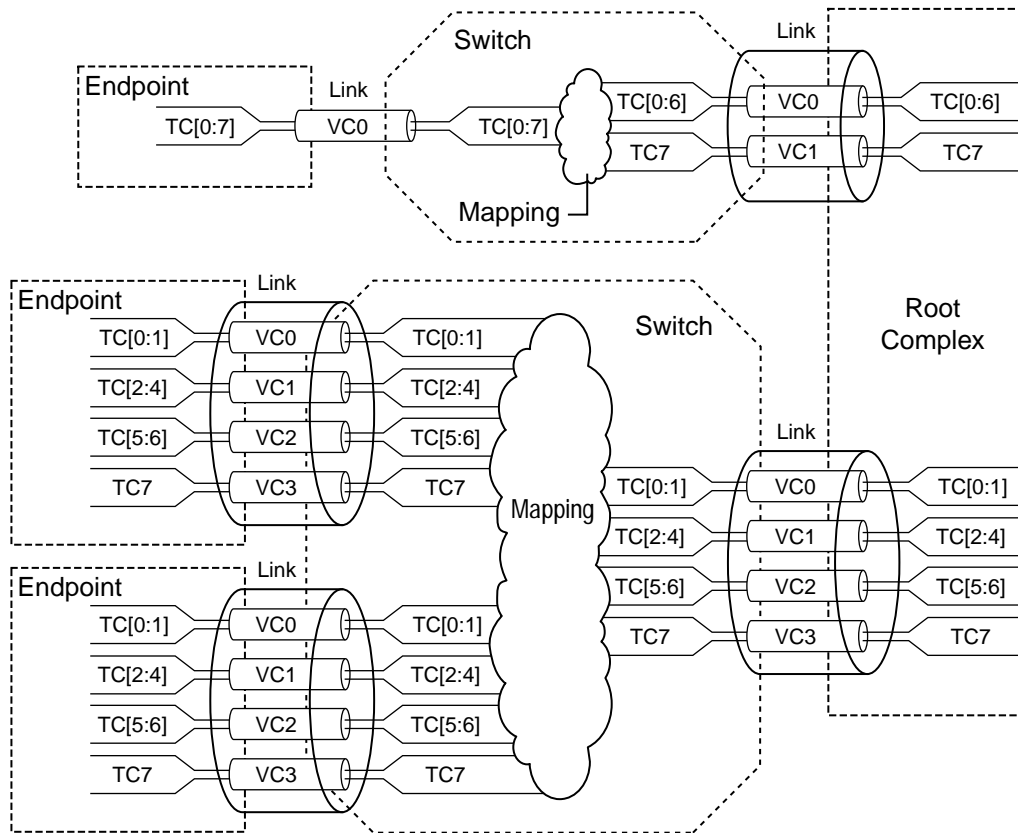 Link
Switch
Endpoint
Link
TC[0:7]
VC0
TC[0:7]
TC[0:6]
VC0
TC[0:6]
TC7
VC1
TC7
Mapping
Link
Endpoint
TC[0:1]
VC0
TC[0:1]
TC[2:4]
VC1
TC[2:4]
TC[5:6]
VC2
TC[5:6]
TC7
VC3
TC7
Switch
Root
Complex
Mapping
Link
TC[0:1]
VC0
TC[0:1]
TC[2:4]
VC1
TC[2:4]
TC[5:6]
VC2
TC[5:6]
TC7
VC3
TC7
Link
Endpoint
TC[0:1]
VC0
TC[0:1]
TC[2:4]
VC1
TC[2:4]
TC[5:6]
VC2
TC[5:6]
TC7
VC3
TC7